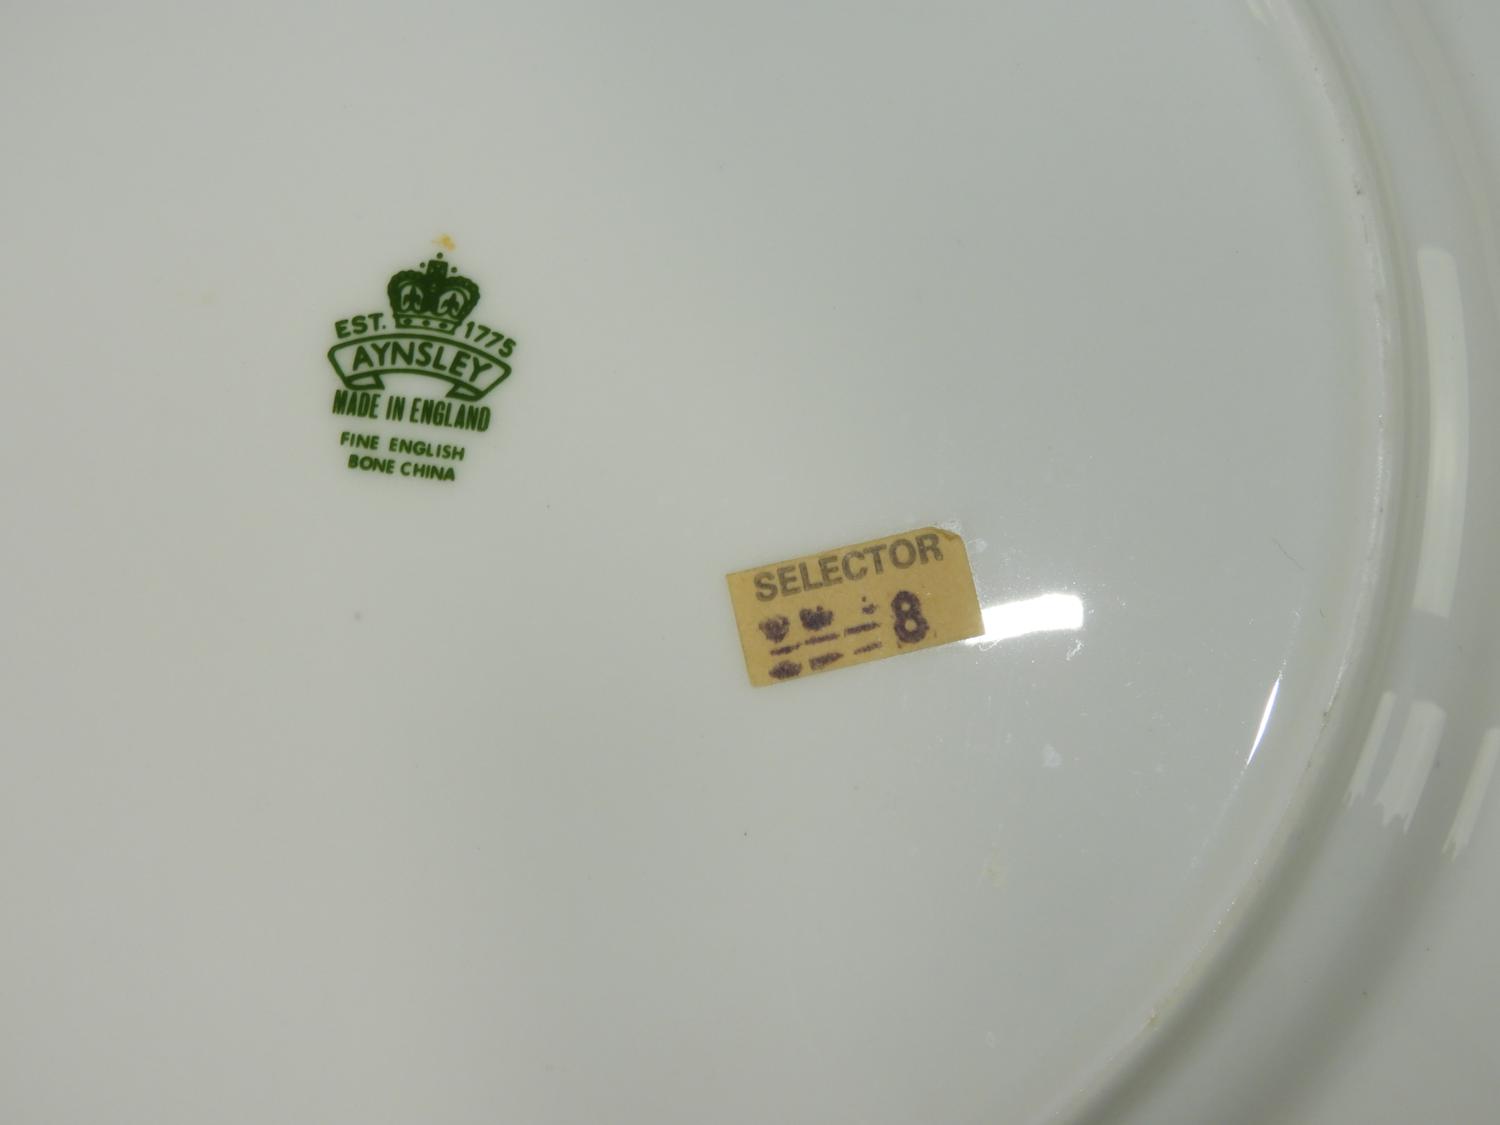 EST. 1775
AYNSLEY
MADE IN ENGLAND
FINE ENGLISH
BONE CHINA
SELECTOR
8